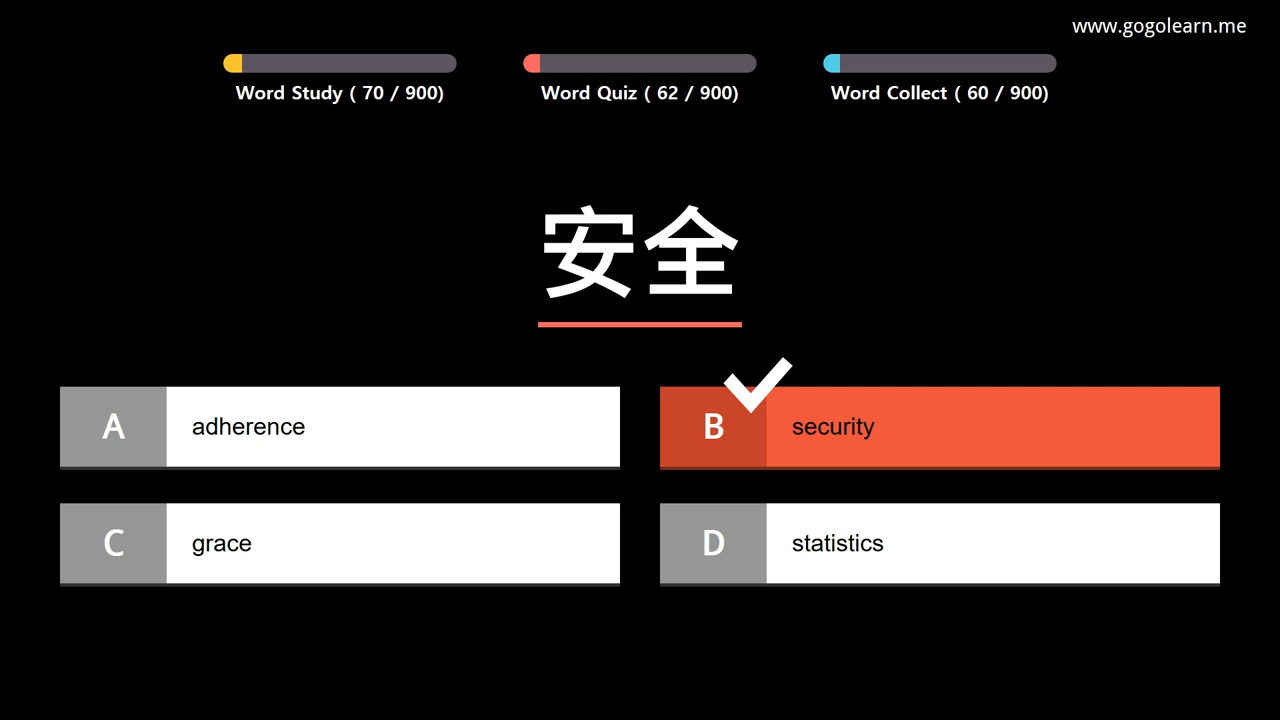 www.gogolearn.me
Word Study ( 70 / 900)
Word Quiz ( 62 / 900)
Word Collect ( 60 / 900)
安全
A adherence
B security
C grace
D statistics